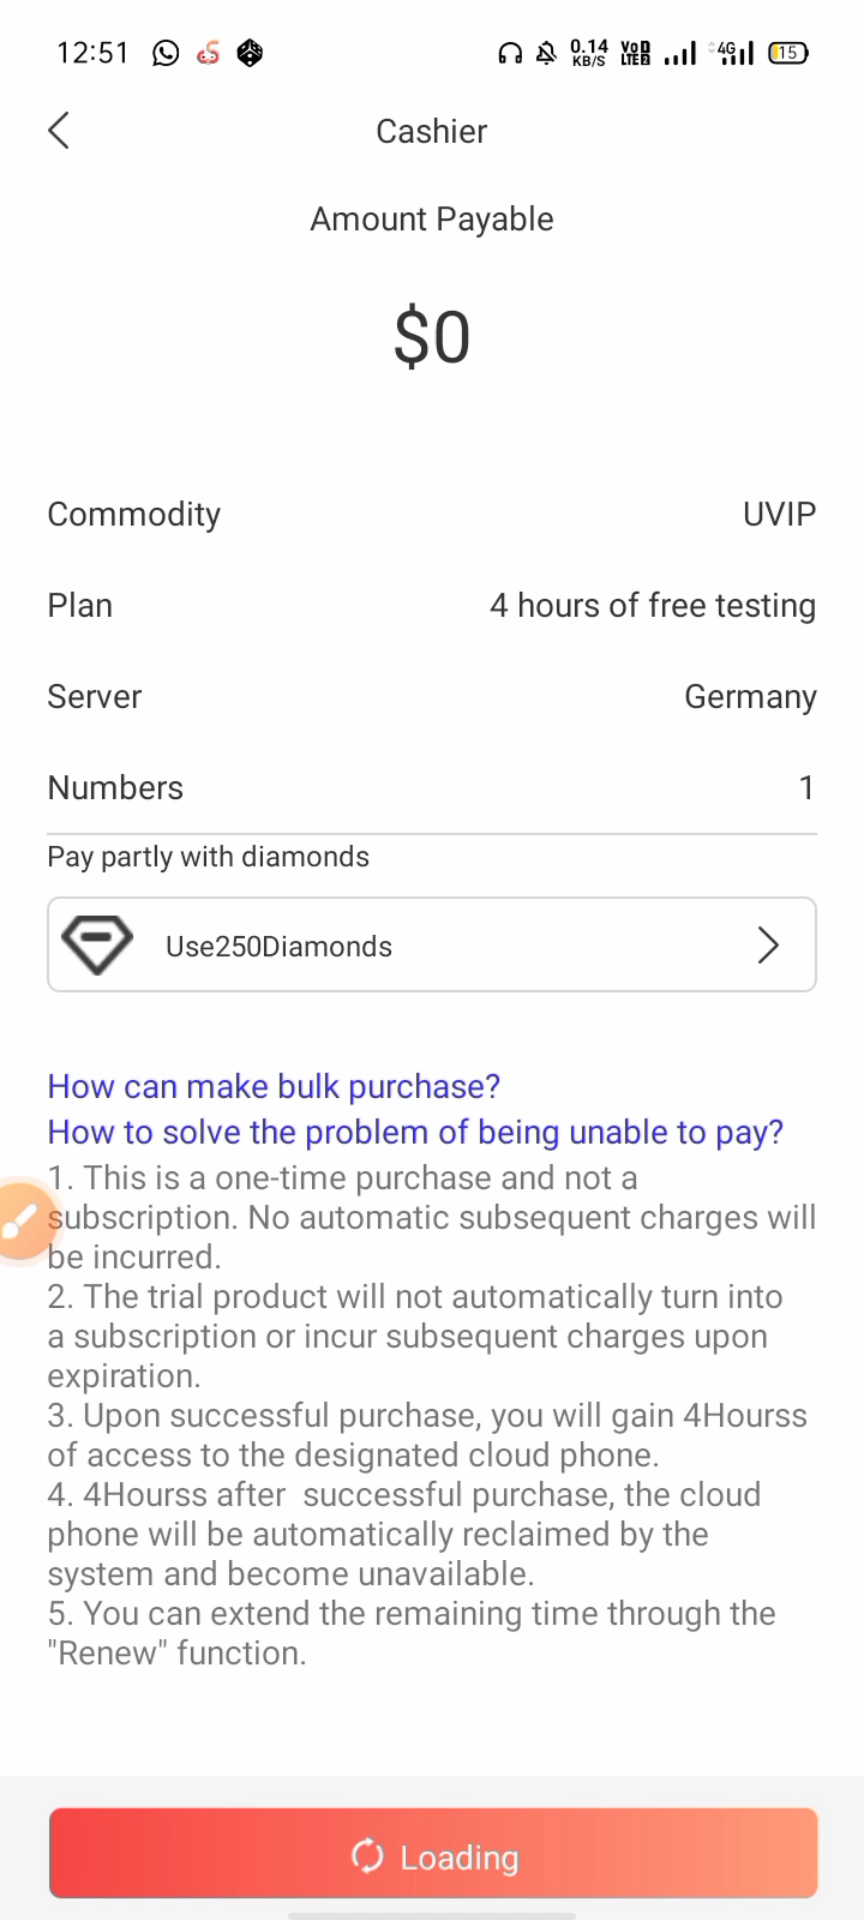 12:51
0.14 KB/S
4G
15
Cashier
Amount Payable
$0
Commodity UVIP
Plan 4 hours of free testing
Server Germany
Numbers 1
Pay partly with diamonds
Use250Diamonds
How can make bulk purchase?
How to solve the problem of being unable to pay?
1. This is a one-time purchase and not a
subscription. No automatic subsequent charges will
be incurred.
2. The trial product will not automatically turn into
a subscription or incur subsequent charges upon
expiration.
3. Upon successful purchase, you will gain 4Hourss
of access to the designated cloud phone.
4. 4Hourss after  successful purchase, the cloud
phone will be automatically reclaimed by the
system and become unavailable.
5. You can extend the remaining time through the
"Renew" function.
Loading